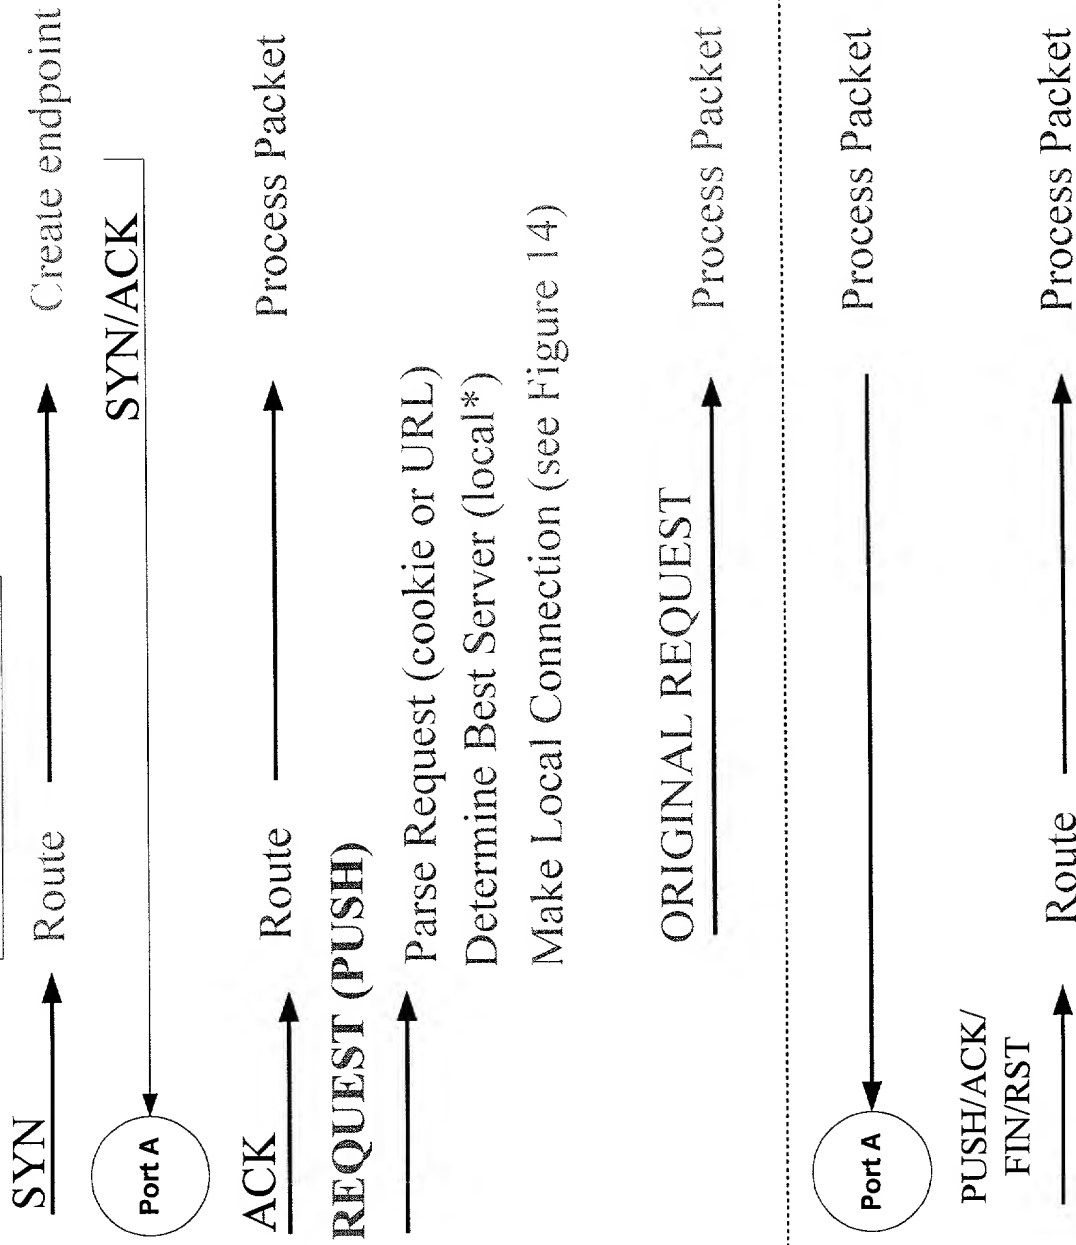 SYN
Route
Create endpoint
SYN/ACK
Port A
ACK
Route
Process Packet
REQUEST (PUSH)
Parse Request (cookie or URL)
Determine Best Server (local*)
Make Local Connection (see Figure 14)
ORIGINAL REQUEST
Process Packet
Port A
Process Packet
PUSH/ACK/
FIN/RST
Route
Process Packet